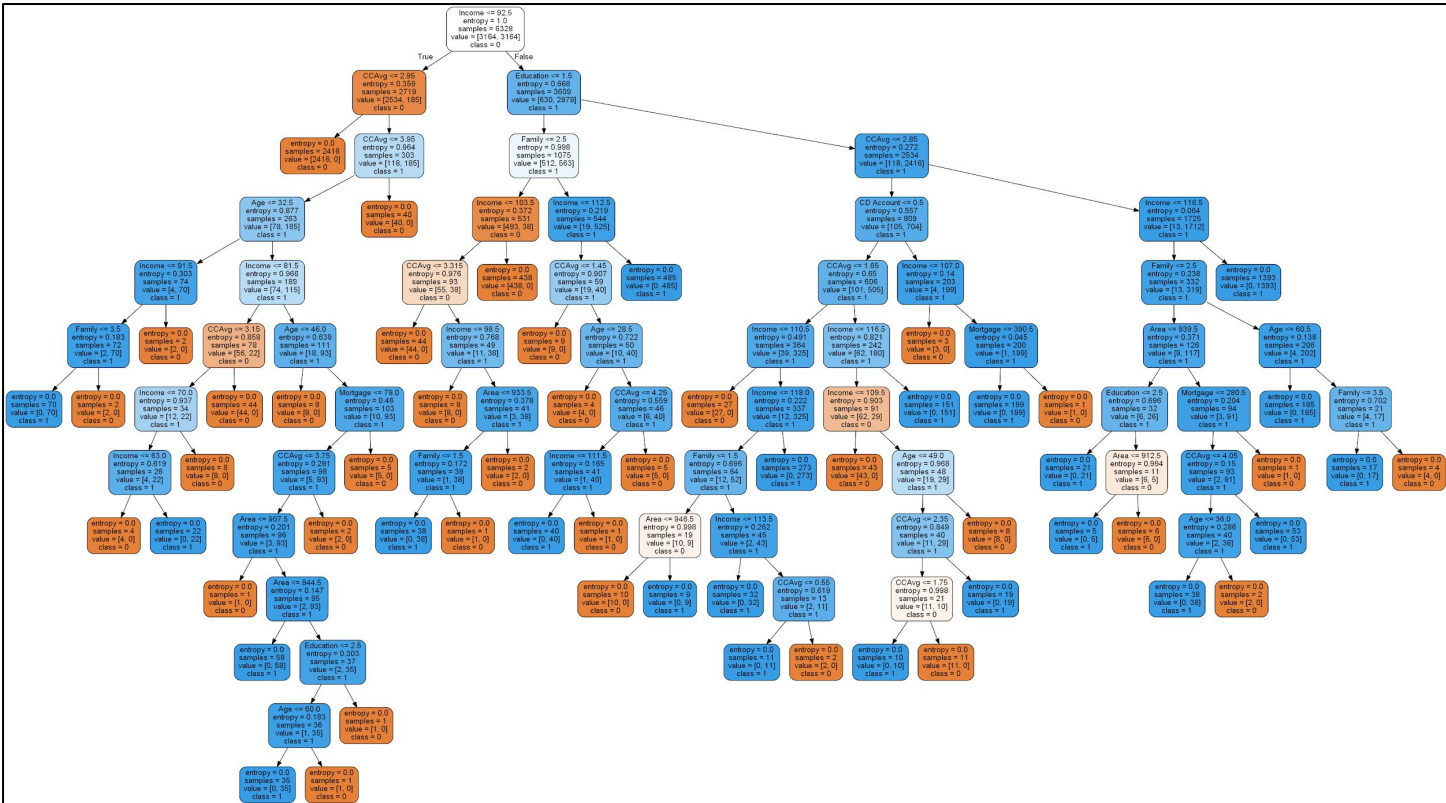 Income <= 92.5
entropy = 1.0
samples = 6328
value = [3164, 3164]
class = 0
True
False
CCAvg <= 2.95
entropy = 0.359
samples = 2719
value = [2534, 185]
class = 0
Education <= 1.5
entropy = 0.668
samples = 3609
value = [630, 2979]
class = 1
entropy = 0.0
samples = 2416
value = [2416, 0]
class = 0
CCAvg <= 3.95
entropy = 0.964
samples = 303
value = [118, 185]
class = 1
Family <= 2.5
entropy = 0.998
samples = 1075
value = [512, 563]
class = 1
CCAvg <= 2.85
entropy = 0.272
samples = 2534
value = [118, 2416]
class = 1
Age <= 32.5
entropy = 0.877
samples = 263
value = [78, 185]
class = 1
entropy = 0.0
samples = 40
value = [40, 0]
class = 0
Income <= 103.5
entropy = 0.372
samples = 531
value = [493, 38]
class = 0
Income <= 112.5
entropy = 0.219
samples = 544
value = [19, 525]
class = 1
CD Account <= 0.5
entropy = 0.557
samples = 809
value = [105, 704]
class = 1
Income <= 116.5
entropy = 0.064
samples = 1725
value = [13, 1712]
class = 1
Income <= 91.5
entropy = 0.303
samples = 74
value = [4, 70]
class = 1
Income <= 81.5
entropy = 0.965
samples = 189
value = [74, 115]
class = 1
CCAvg <= 3.315
entropy = 0.976
samples = 93
value = [55, 38]
class = 0
entropy = 0.0
samples = 438
value = [438, 0]
class = 0
CCAvg <= 1.45
entropy = 0.907
samples = 59
value = [19, 40]
class = 1
entropy = 0.0
samples = 485
value = [0, 485]
class = 1
CCAvg <= 1.65
entropy = 0.65
samples = 606
value = [101, 505]
class = 1
Income <= 107.0
entropy = 0.14
samples = 203
value = [4, 199]
class = 1
Family <= 2.5
entropy = 0.238
samples = 332
value = [13, 319]
class = 1
entropy = 0.0
samples = 1393
value = [0, 1393]
class = 1
Family <= 3.5
entropy = 0.183
samples = 72
value = [2, 70]
class = 1
entropy = 0.0
samples = 2
value = [2, 0]
class = 0
CCAvg <= 3.15
entropy = 0.858
samples = 78
value = [56, 22]
class = 0
Age <= 46.0
entropy = 0.639
samples = 111
value = [18, 93]
class = 1
entropy = 0.0
samples = 44
value = [44, 0]
class = 0
Income <= 98.5
entropy = 0.768
samples = 49
value = [11, 38]
class = 1
entropy = 0.0
samples = 9
value = [9, 0]
class = 0
Age <= 28.5
entropy = 0.722
samples = 50
value = [10, 40]
class = 1
Income <= 110.5
entropy = 0.491
samples = 364
value = [39, 325]
class = 1
Income <= 116.5
entropy = 0.821
samples = 242
value = [62, 180]
class = 1
entropy = 0.0
samples = 3
value = [3, 0]
class = 0
Mortgage <= 390.5
entropy = 0.045
samples = 200
value = [1, 199]
class = 1
Area <= 939.5
entropy = 0.371
samples = 126
value = [9, 117]
class = 1
Age <= 60.5
entropy = 0.138
samples = 206
value = [4, 202]
class = 1
entropy = 0.0
samples = 70
value = [0, 70]
class = 1
entropy = 0.0
samples = 2
value = [2, 0]
class = 0
Income <= 70.0
entropy = 0.937
samples = 34
value = [12, 22]
class = 1
entropy = 0.0
samples = 44
value = [44, 0]
class = 0
entropy = 0.0
samples = 8
value = [8, 0]
class = 0
Mortgage <= 79.0
entropy = 0.46
samples = 103
value = [10, 93]
class = 1
entropy = 0.0
samples = 8
value = [8, 0]
class = 0
Area <= 933.5
entropy = 0.378
samples = 41
value = [3, 38]
class = 1
entropy = 0.0
samples = 4
value = [4, 0]
class = 0
CCAvg <= 4.25
entropy = 0.559
samples = 46
value = [6, 40]
class = 1
entropy = 0.0
samples = 27
value = [27, 0]
class = 0
Income <= 118.0
entropy = 0.222
samples = 337
value = [12, 325]
class = 1
Income <= 109.5
entropy = 0.903
samples = 91
value = [62, 29]
class = 0
entropy = 0.0
samples = 151
value = [0, 151]
class = 1
entropy = 0.0
samples = 199
value = [0, 199]
class = 1
entropy = 0.0
samples = 1
value = [1, 0]
class = 0
Education <= 2.5
entropy = 0.696
samples = 32
value = [6, 26]
class = 1
Mortgage <= 280.5
entropy = 0.204
samples = 94
value = [3, 91]
class = 1
entropy = 0.0
samples = 185
value = [0, 185]
class = 1
Family <= 3.5
entropy = 0.702
samples = 21
value = [4, 17]
class = 1
Income <= 63.0
entropy = 0.619
samples = 26
value = [4, 22]
class = 1
entropy = 0.0
samples = 8
value = [8, 0]
class = 0
CCAvg <= 3.75
entropy = 0.291
samples = 98
value = [5, 93]
class = 1
entropy = 0.0
samples = 5
value = [5, 0]
class = 0
Family <= 1.5
entropy = 0.172
samples = 39
value = [1, 38]
class = 1
entropy = 0.0
samples = 2
value = [2, 0]
class = 0
Income <= 111.5
entropy = 0.165
samples = 41
value = [1, 40]
class = 1
entropy = 0.0
samples = 5
value = [5, 0]
class = 0
Family <= 1.5
entropy = 0.696
samples = 64
value = [12, 52]
class = 1
entropy = 0.0
samples = 273
value = [0, 273]
class = 1
entropy = 0.0
samples = 43
value = [43, 0]
class = 0
Age <= 49.0
entropy = 0.968
samples = 48
value = [19, 29]
class = 1
entropy = 0.0
samples = 21
value = [0, 21]
class = 1
Area <= 912.5
entropy = 0.994
samples = 11
value = [6, 5]
class = 0
CCAvg <= 4.05
entropy = 0.15
samples = 93
value = [2, 91]
class = 1
entropy = 0.0
samples = 1
value = [1, 0]
class = 0
entropy = 0.0
samples = 17
value = [0, 17]
class = 1
entropy = 0.0
samples = 4
value = [4, 0]
class = 0
entropy = 0.0
samples = 4
value = [4, 0]
class = 0
entropy = 0.0
samples = 22
value = [0, 22]
class = 1
Area <= 907.5
entropy = 0.201
samples = 96
value = [3, 93]
class = 1
entropy = 0.0
samples = 2
value = [2, 0]
class = 0
entropy = 0.0
samples = 38
value = [0, 38]
class = 1
entropy = 0.0
samples = 1
value = [1, 0]
class = 0
entropy = 0.0
samples = 40
value = [0, 40]
class = 1
entropy = 0.0
samples = 1
value = [1, 0]
class = 0
Area <= 946.5
entropy = 0.998
samples = 19
value = [10, 9]
class = 0
Income <= 113.5
entropy = 0.262
samples = 45
value = [2, 43]
class = 1
CCAvg <= 2.35
entropy = 0.849
samples = 40
value = [11, 29]
class = 1
entropy = 0.0
samples = 8
value = [8, 0]
class = 0
entropy = 0.0
samples = 5
value = [0, 5]
class = 1
entropy = 0.0
samples = 6
value = [6, 0]
class = 0
Age <= 36.0
entropy = 0.286
samples = 40
value = [2, 38]
class = 1
entropy = 0.0
samples = 53
value = [0, 53]
class = 1
entropy = 0.0
samples = 1
value = [1, 0]
class = 0
Area <= 944.5
entropy = 0.147
samples = 95
value = [2, 93]
class = 1
entropy = 0.0
samples = 10
value = [10, 0]
class = 0
entropy = 0.0
samples = 9
value = [0, 9]
class = 1
entropy = 0.0
samples = 32
value = [0, 32]
class = 1
CCAvg <= 0.55
entropy = 0.619
samples = 13
value = [2, 11]
class = 1
CCAvg <= 1.75
entropy = 0.998
samples = 21
value = [11, 10]
class = 0
entropy = 0.0
samples = 19
value = [0, 19]
class = 1
entropy = 0.0
samples = 38
value = [0, 38]
class = 1
entropy = 0.0
samples = 2
value = [2, 0]
class = 0
entropy = 0.0
samples = 58
value = [0, 58]
class = 1
Education <= 2.5
entropy = 0.303
samples = 37
value = [2, 35]
class = 1
entropy = 0.0
samples = 11
value = [0, 11]
class = 1
entropy = 0.0
samples = 2
value = [2, 0]
class = 0
entropy = 0.0
samples = 10
value = [0, 10]
class = 1
entropy = 0.0
samples = 11
value = [11, 0]
class = 0
Age <= 60.0
entropy = 0.183
samples = 36
value = [1, 35]
class = 1
entropy = 0.0
samples = 1
value = [1, 0]
class = 0
entropy = 0.0
samples = 35
value = [0, 35]
class = 1
entropy = 0.0
samples = 1
value = [1, 0]
class = 0